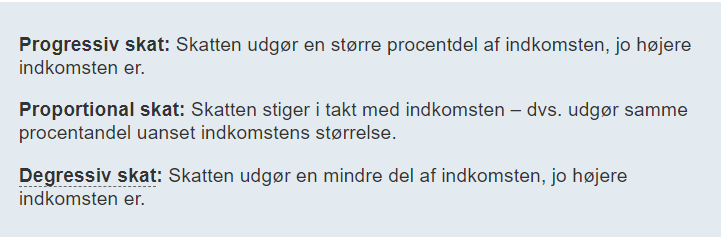 Progressiv skat: Skatten udgør en større procentdel af indkomsten, jo højere
indkomsten er.
Proportional skat: Skatten stiger i takt med indkomsten – dvs. udgør samme
procentandel uanset indkomstens størrelse.
Degressiv skat: Skatten udgør en mindre del af indkomsten, jo højere
indkomsten er.